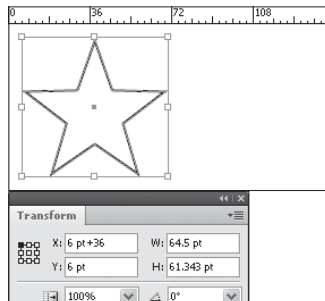 0 36 72 108
Transform
X: 6 pt+36 W: 64.5 pt
Y: 6 pt H: 61.343 pt
100% 0°